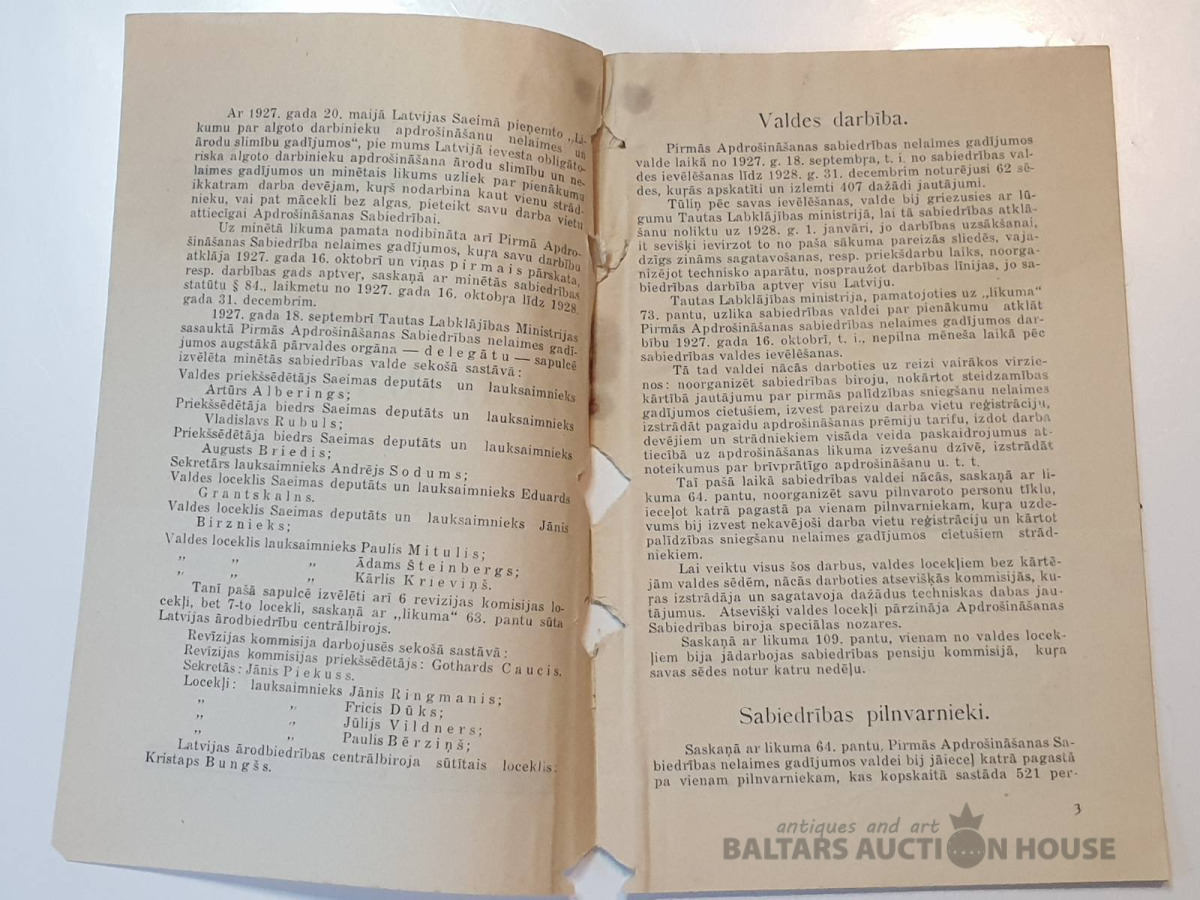 Ar 1927. gada 20. maijā Latvijas Saeimā pieņemto „Li-
kumu par algoto darbinieku apdrošināšanu nelaimes un
ārodu slimību gadījumos“, pie mums Latvijā ievesta obligāto-
riska algoto darbinieku apdrošināšana ārodu slimību un ne-
laimes gadījumos un minētais likums uzliek par pienākumu
ikkatram darba devējam, kuŗš nodarbina kaut vienu strād-
nieku, vai pat mācekli bez algas, pieteikt savu darba vietu
attiecīgai Apdrošināšanas Sabiedrībai.
Uz minētā likuma pamata nodibināta arī Pirmā Apdro-
šināšanas Sabiedrība nelaimes gadījumos, kuŗa savu darbību
atklāja 1927. gada 16. oktobrī un viņas pirmais pārskata,
resp. darbības gads aptveŗ, saskaņā ar minētās sabiedrības
statūtu § 84., laikmetu no 1927. gada 16. oktobŗa līdz 1928.
gada 31. decembrim.
1927. gada 18. septembrī Tautas Labklājības Ministrijas
sasauktā Pirmās Apdrošināšanas Sabiedrības nelaimes gadī-
jumos augstākā pārvaldes orgāna — delegātu — sapulcē
izvēlēta minētās sabiedrības valde sekošā sastāvā:
Valdes priekšsēdētājs Saeimas deputāts un lauksaimnieks
Artūrs Alberings;
Priekšsēdētāja biedrs Saeimas deputāts un lauksaimnieks
Vladislavs Rubuls;
Priekšsēdētāja biedrs Saeimas deputāts un lauksaimnieks
Augusts Briedis;
Sekretārs lauksaimnieks Andrējs Sodums;
Valdes loceklis Saeimas deputāts un lauksaimnieks Eduards
Grantskalns.
Valdes loceklis Saeimas deputāts un lauksaimnieks Jānis
Birznieks;
Valdes loceklis lauksaimnieks Paulis Mitulis;
„ „ „ Ādams Šteinbergs;
„ „ „ Kārlis Krieviņš.
Tanī pašā sapulcē izvēlēti arī 6 revizijas komisijas lo-
cekļi, bet 7-to locekli, saskaņā ar „likuma“ 63. pantu sūta
Latvijas ārodbiedrību centrālbirojs.
Revīzijas kommisija darbojusēs sekošā sastāvā:
Revīzijas kommisijas priekšsēdētājs: Gothards Caucis.
Sekretās: Jānis Piekuss.
Locekļi: lauksaimnieks Jānis Ringmanis;
„ „ Fricis Dūks;
„ „ Jūlijs Vildners;
„ „ Paulis Bērziņš;
Latvijas ārodbiedrības centrālbiroja sūtītais loceklis:
Kristaps Bungšs.
Valdes darbība.
Pirmās Apdrošināšanas sabiedrības nelaimes gadījumos
valde laikā no 1927. g. 18. septembŗa, t. i. no sabiedrības val-
des ievēlēšanas līdz 1928. g. 31. decembrim noturējusi 62 sē-
des, kuŗās apskatīti un izlemti 407 dažādi jautājumi.
Tūliņ pēc savas ievēlēšanas, valde bij griezusies ar lū-
gumu Tautas Labklājības ministrijā, lai tā sabiedrības atklā-
šanu noliktu uz 1928. g. 1. janvāri, jo darbības uzsākšanai,
it sevišķi ievirzot to no paša sākuma pareizās sliedēs, vaja-
dzīgs zināms sagatavošanas, resp. priekšdarbu laiks, noorga-
nizējot technisko aparātu, nospraužot darbības līnijas, jo sa-
biedrības darbība aptveŗ visu Latviju.
Tautas Labklājības ministrija, pamatojoties uz „likuma“
73. pantu, uzlika sabiedrības valdei par pienākumu atklāt
Pirmās Apdrošināšanas sabiedrības nelaimes gadījumos dar-
bību 1927. gada 16. oktobrī, t. i., nepilna mēneša laikā pēc
sabiedrības valdes ievēlēšanas.
Tā tad valdei nācās darboties uz reizi vairākos virzie-
nos: noorganizēt sabiedrības biroju, nokārtot steidzamības
kārtībā jautājumu par pirmās palīdzības sniegšanu nelaimes
gadījumos cietušiem, izvest pareizu darba vietu reģistrāciju,
izstrādāt pagaidu apdrošināšanas prēmiju tarifu, izdot darba
devējiem un strādniekiem visāda veida paskaidrojumus at-
tiecībā uz apdrošināšanas likuma izvešanu dzīvē, izstrādāt
noteikumus par brīvprātīgo apdrošināšanu u. t. t.
Taī pašā laikā sabiedrības valdei nācās, saskaņā ar li-
kuma 64. pantu, noorganizēt savu pilnvaroto personu tīklu,
ieceļot katrā pagastā pa vienam pilnvarniekam, kuŗa uzde-
vums bij izvest nekavējoši darba vietu reģistrāciju un kārtot
palīdzības sniegšanu nelaimes gadījumos cietušiem strād-
niekiem.
Lai veiktu visus šos darbus, valdes locekļiem bez kārtē-
jām valdes sēdēm, nācās darboties atsevišķās kommisijās, ku-
ŗas izstrādāja un sagatavoja dažādus techniskas dabas jau-
tājumus. Atsevišķi valdes locekļi pārzināja Apdrošināšanas
Sabiedrības biroja speciālas nozares.
Saskaņā ar likuma 109. pantu, vienam no valdes locek-
ļiem bija jādarbojas sabiedrības pensiju kommisijā, kuŗa
savas sēdes notur katru nedēļu.
Sabiedrības pilnvarnieki.
Saskaņā ar likuma 64. pantu, Pirmās Apdrošināšanas Sa-
biedrības nelaimes gadījumos valdei bij jāieceļ katrā pagastā
pa vienam pilnvarniekam, kas kopskaitā sastāda 521 per-
3
antiques and art
BALTARS AUCTION HOUSE